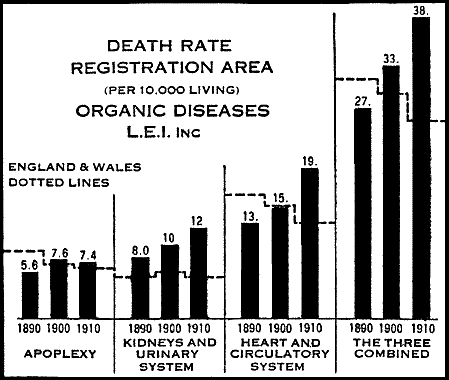 DEATH RATE
REGISTRATION AREA
(PER 10.000 LIVING)
ORGANIC DISEASES
L.E.I. INC
ENGLAND & WALES
DOTTED LINES
5.6 7.6 7.4
8.0 10 12
13. 15. 19.
27. 33. 38.
1890 1900 1910 1890 1900 1910 1890 1900 1910 1890 1900 1910
APOPLEXY
KIDNEYS AND
URINARY
SYSTEM
HEART AND
CIRCULATORY
SYSTEM
THE THREE
COMBINED